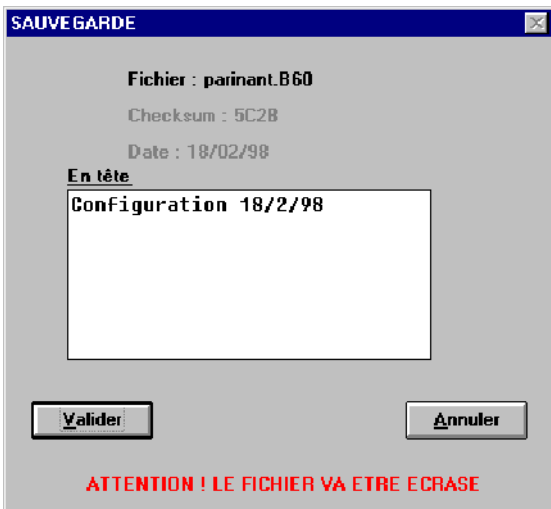 SAUVEGARDE
Fichier : parinant.B60
Checksum : 5C2B
Date : 18/02/98
En tête
Configuration 18/2/98
Valider
Annuler
ATTENTION ! LE FICHIER VA ETRE ECRASE